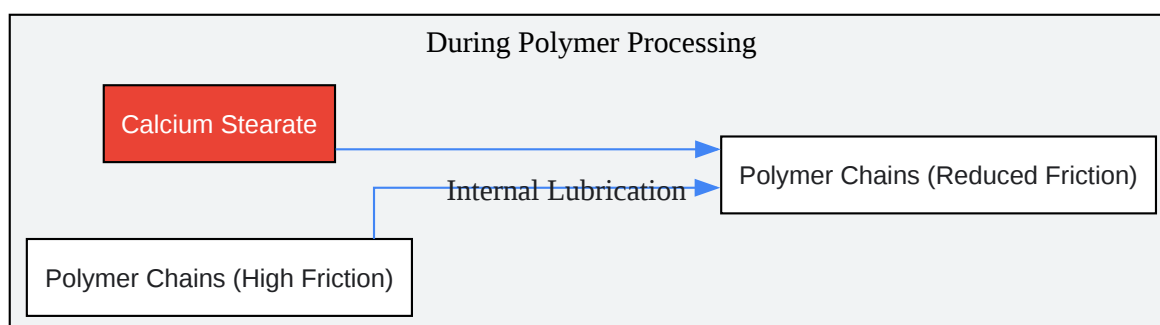 During Polymer Processing
Calcium Stearate
Polymer Chains (Reduced Friction)
Internal Lubrication
Polymer Chains (High Friction)